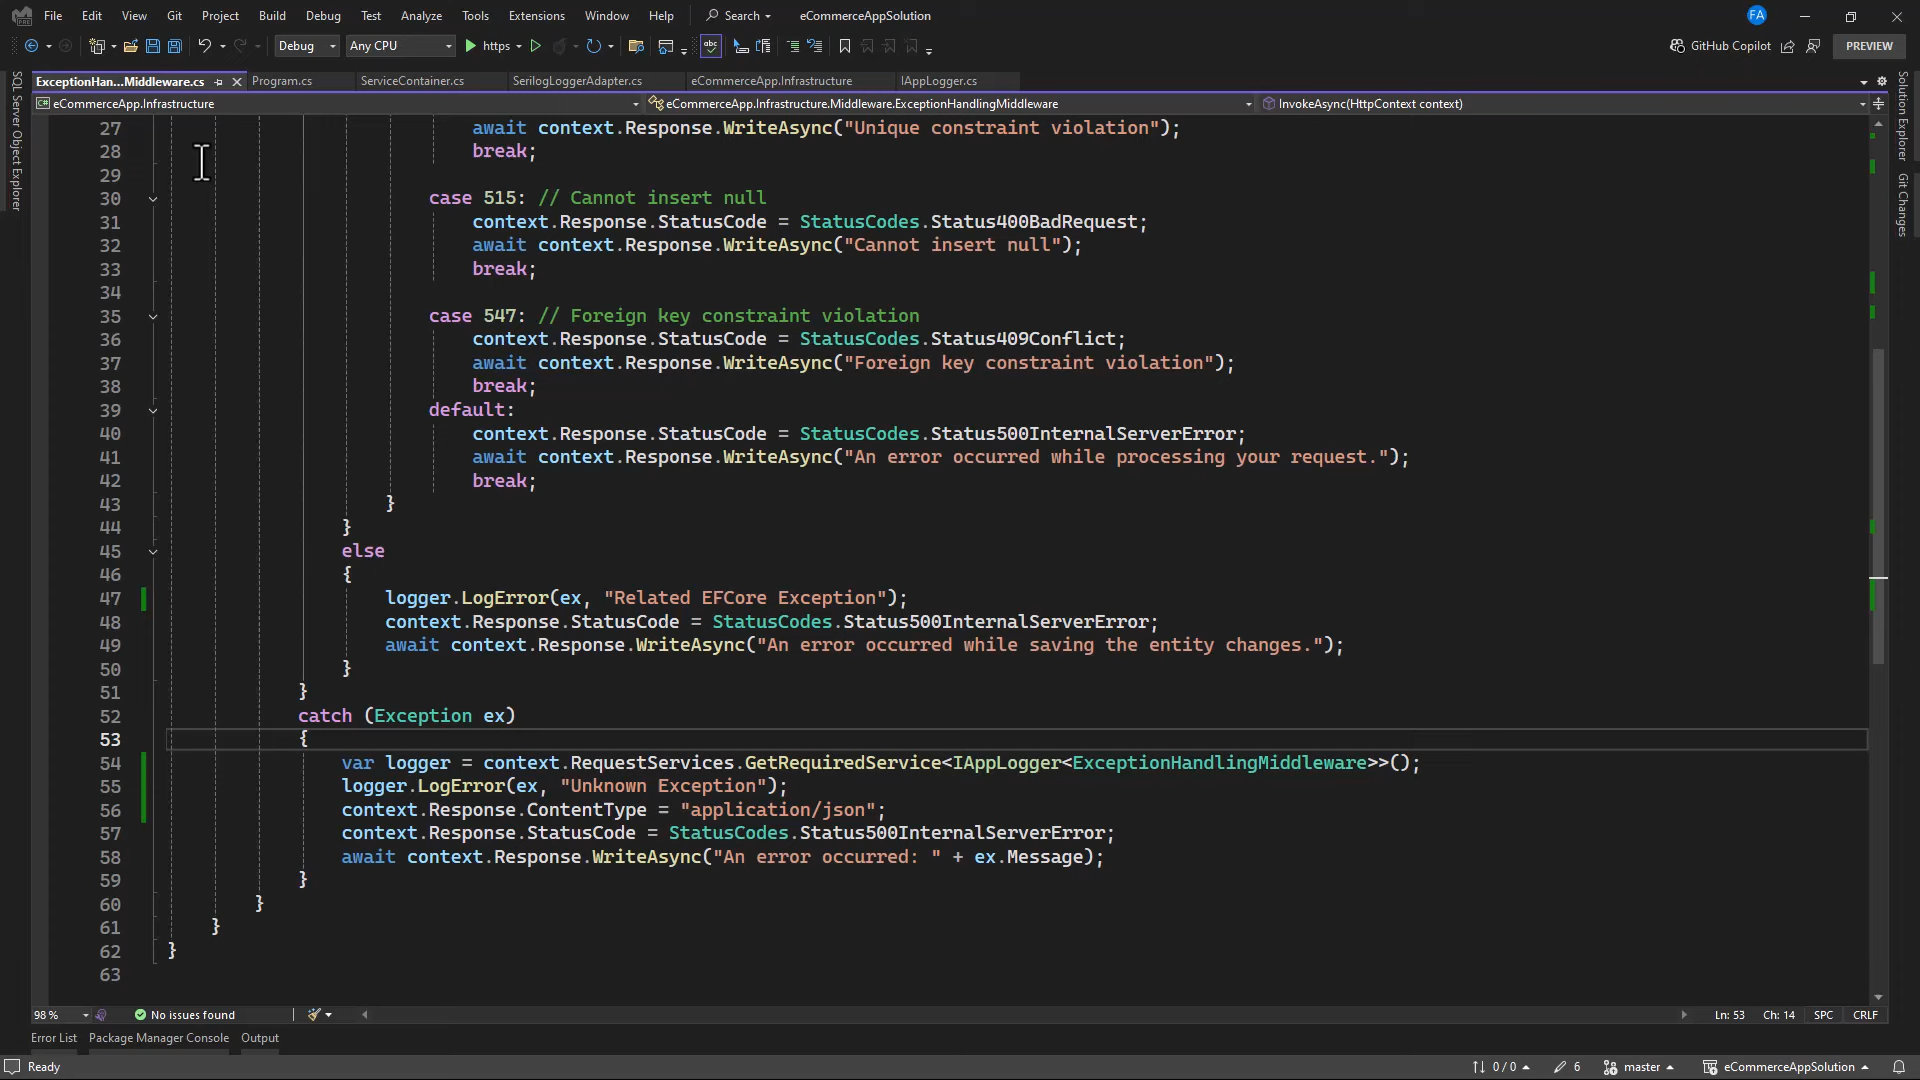 File Edit View Git Project Build Debug Test Analyze Tools Extensions Window Help Search eCommerceAppSolution FA
Debug Any CPU https GitHub Copilot PREVIEW
ExceptionHan...Middleware.cs Program.cs ServiceContainer.cs SerilogLoggerAdapter.cs eCommerceApp.Infrastructure IAppLogger.cs
eCommerceApp.Infrastructure eCommerceApp.Infrastructure.Middleware.ExceptionHandlingMiddleware InvokeAsync(HttpContext context)
SQL Server Object Explorer
Solution Explorer
Git Changes
27 await context.Response.WriteAsync("Unique constraint violation");
28 break;
29
30 case 515: // Cannot insert null
31 context.Response.StatusCode = StatusCodes.Status400BadRequest;
32 await context.Response.WriteAsync("Cannot insert null");
33 break;
34
35 case 547: // Foreign key constraint violation
36 context.Response.StatusCode = StatusCodes.Status409Conflict;
37 await context.Response.WriteAsync("Foreign key constraint violation");
38 break;
39 default:
40 context.Response.StatusCode = StatusCodes.Status500InternalServerError;
41 await context.Response.WriteAsync("An error occurred while processing your request.");
42 break;
43 }
44 }
45 else
46 {
47 logger.LogError(ex, "Related EFCore Exception");
48 context.Response.StatusCode = StatusCodes.Status500InternalServerError;
49 await context.Response.WriteAsync("An error occurred while saving the entity changes.");
50 }
51 }
52 catch (Exception ex)
53 {
54 var logger = context.RequestServices.GetRequiredService<IAppLogger<ExceptionHandlingMiddleware>>();
55 logger.LogError(ex, "Unknown Exception");
56 context.Response.ContentType = "application/json";
57 context.Response.StatusCode = StatusCodes.Status500InternalServerError;
58 await context.Response.WriteAsync("An error occurred: " + ex.Message);
59 }
60 }
61 }
62 }
63
98 % No issues found Ln: 53 Ch: 14 SPC CRLF
Error List Package Manager Console Output
Ready 0 / 0 6 master eCommerceAppSolution